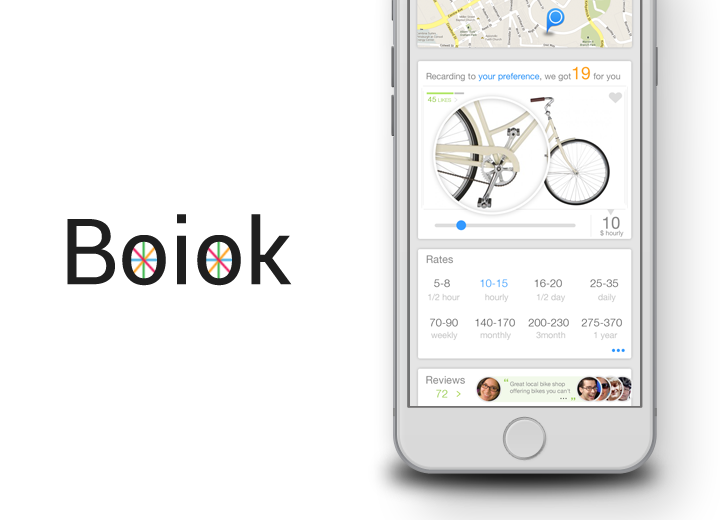 Boiok
Recarding to your preference, we got 19 for you
45 LIKES >
10
$ hourly
Rates
5-8 10-15 16-20 25-35
1/2 hour hourly 1/2 day daily
70-90 140-170 200-230 275-370
weekly monthly 3month 1 year
•••
Reviews
72 >
“ Great local bike shop
offering bikes you can't
... ”